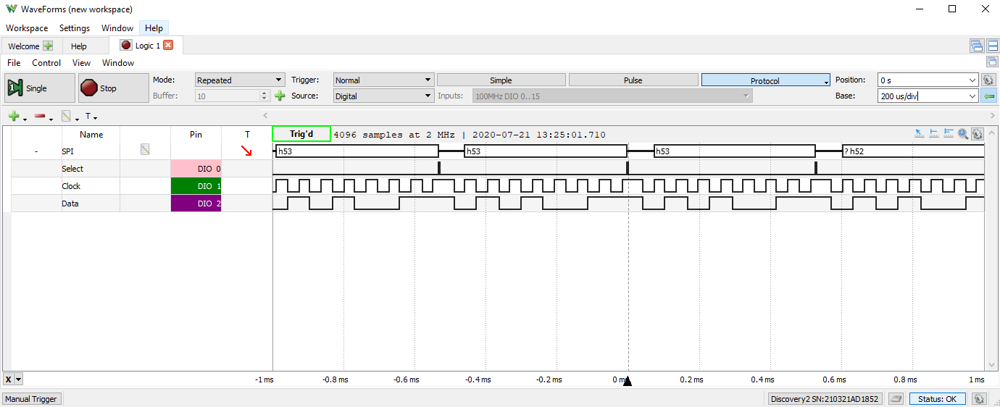 WaveForms (new workspace)
Workspace Settings Window Help
Welcome Help Logic 1
File Control View Window
Single Stop Mode: Repeated Trigger: Normal Simple Pulse Protocol Position: 0 s
Buffer: 10 Source: Digital Inputs: 100MHz DIO 0..15 Base: 200 us/div
T
Name Pin T Trig'd 4096 samples at 2 MHz | 2020-07-21 13:25:01.710
- SPI h53 h53 h53 ? h52
Select DIO 0
Clock DIO 1
Data DIO 2
X -1 ms -0.8 ms -0.6 ms -0.4 ms -0.2 ms 0 ms 0.2 ms 0.4 ms 0.6 ms 0.8 ms 1 ms
Manual Trigger Discovery2 SN:210321AD1852 Status: OK